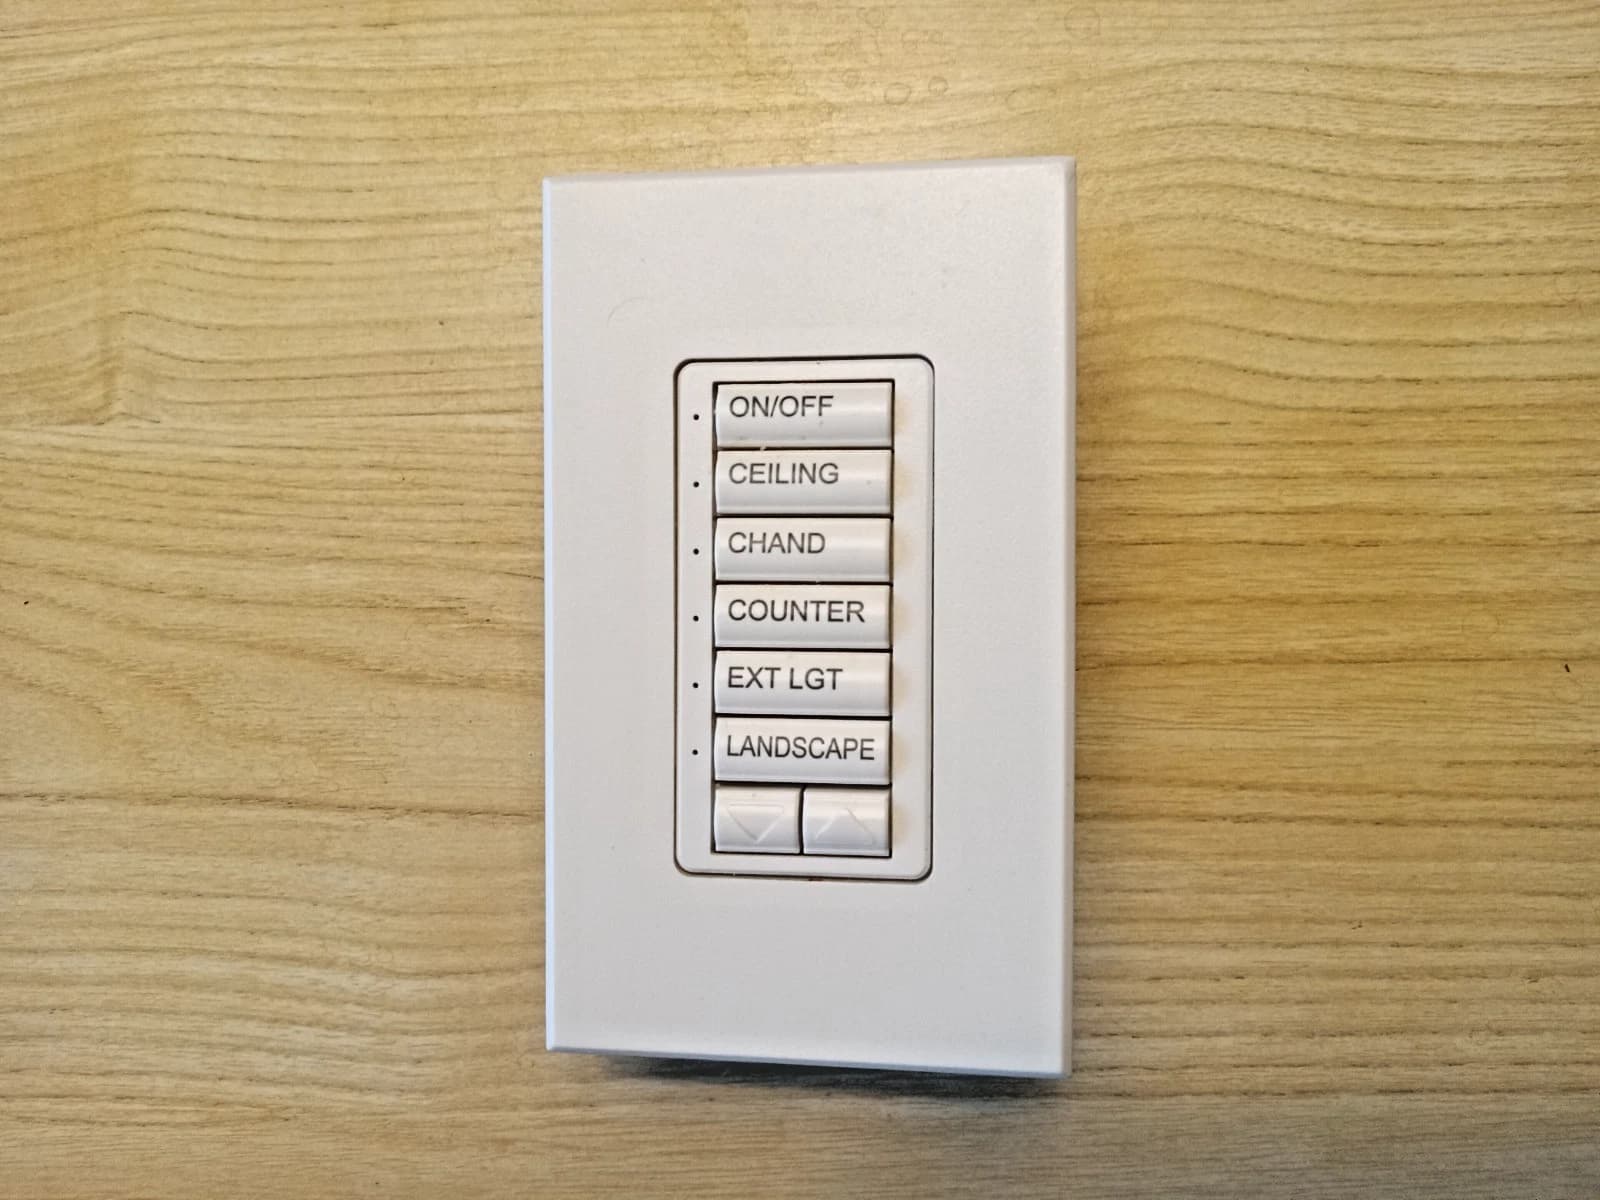 ON/OFF
CEILING
CHAND
COUNTER
EXT LGT
LANDSCAPE